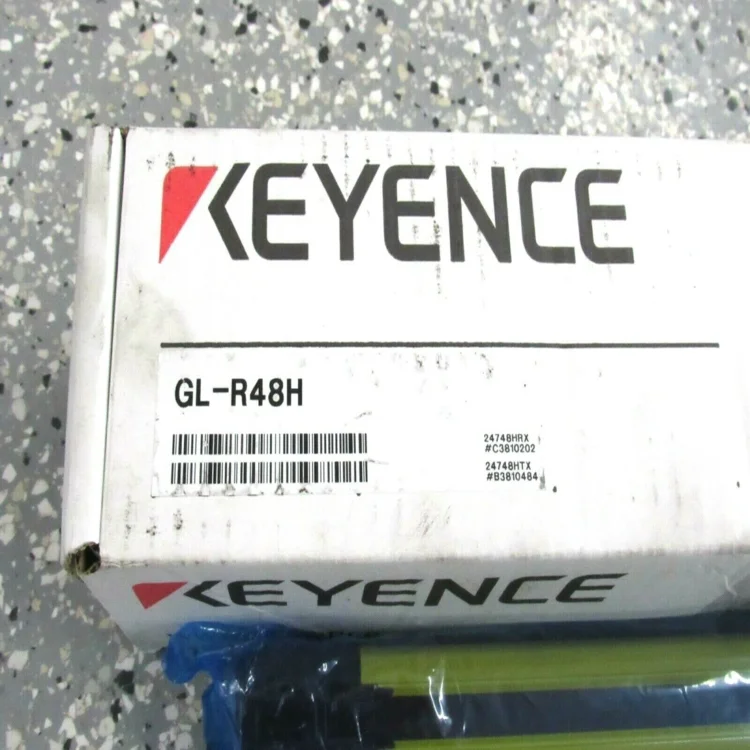 KEYENCE
GL-R48H
24748HRX
#C3810202
24748HTX
#B3810484
KEYENCE